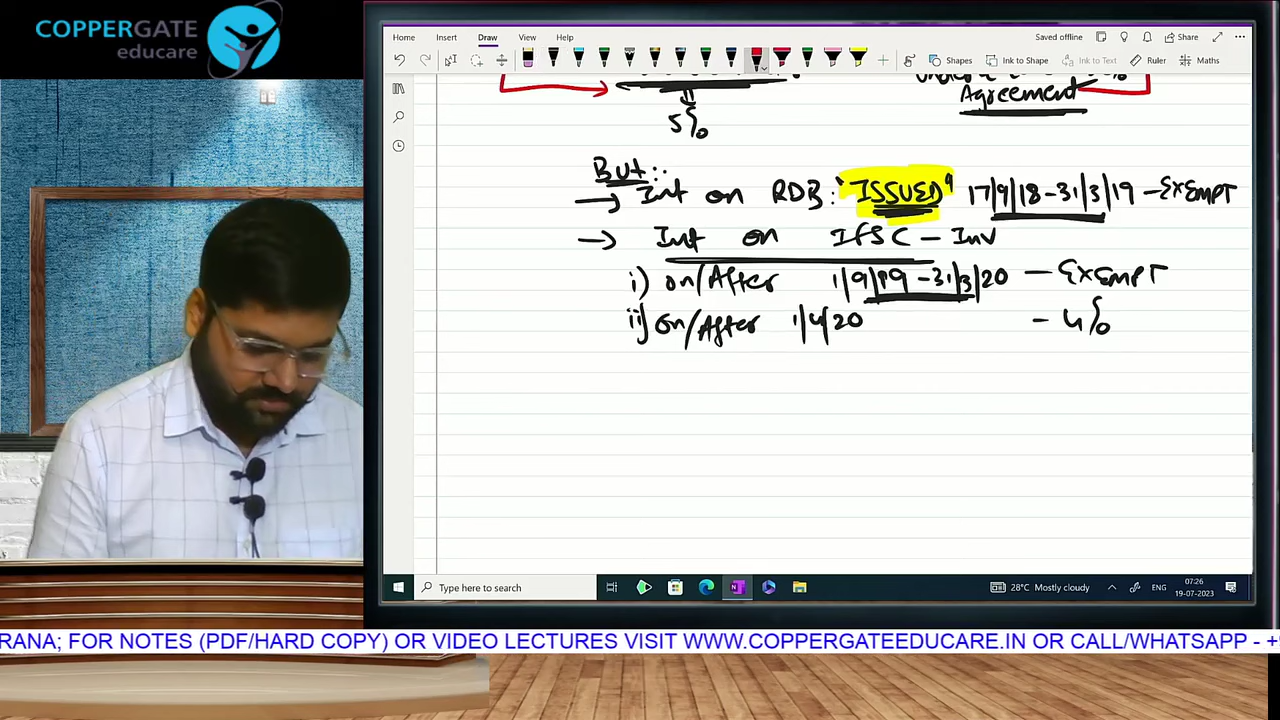 COPPERGATE
educare
Home Insert Draw View Help
Saved offline
Share
Shapes
Ink to Shape
Ink to Text
Ruler
Maths
Agreement
5%
But :-
→ Int on RDB : "ISSUED" 17/9/18 - 31/3/19 - Exempt
→ Int on IFSC - Inv
i) on/After 1/9/19 - 31/3/20 - Exempt
ii) on/After 1/4/20 - 4%
Type here to search
28°C Mostly cloudy
ENG
07:26
19-07-2023
RANA; FOR NOTES (PDF/HARD COPY) OR VIDEO LECTURES VISIT WWW.COPPERGATEEDUCARE.IN OR CALL/WHATSAPP - +